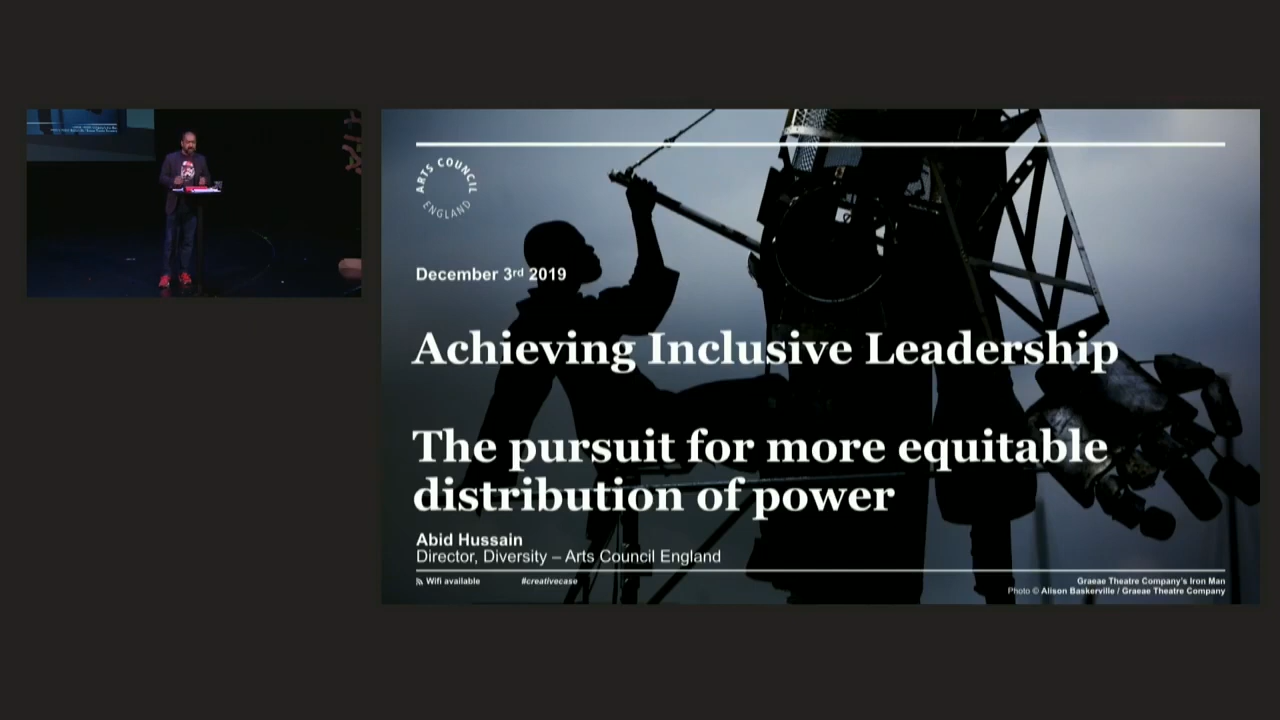 ARTS COUNCIL
ENGLAND
December 3rd 2019
Achieving Inclusive Leadership
The pursuit for more equitable
distribution of power
Abid Hussain
Director, Diversity – Arts Council England
Wifi available
#creativecase
Graeae Theatre Company's Iron Man
Photo © Alison Baskerville / Graeae Theatre Company